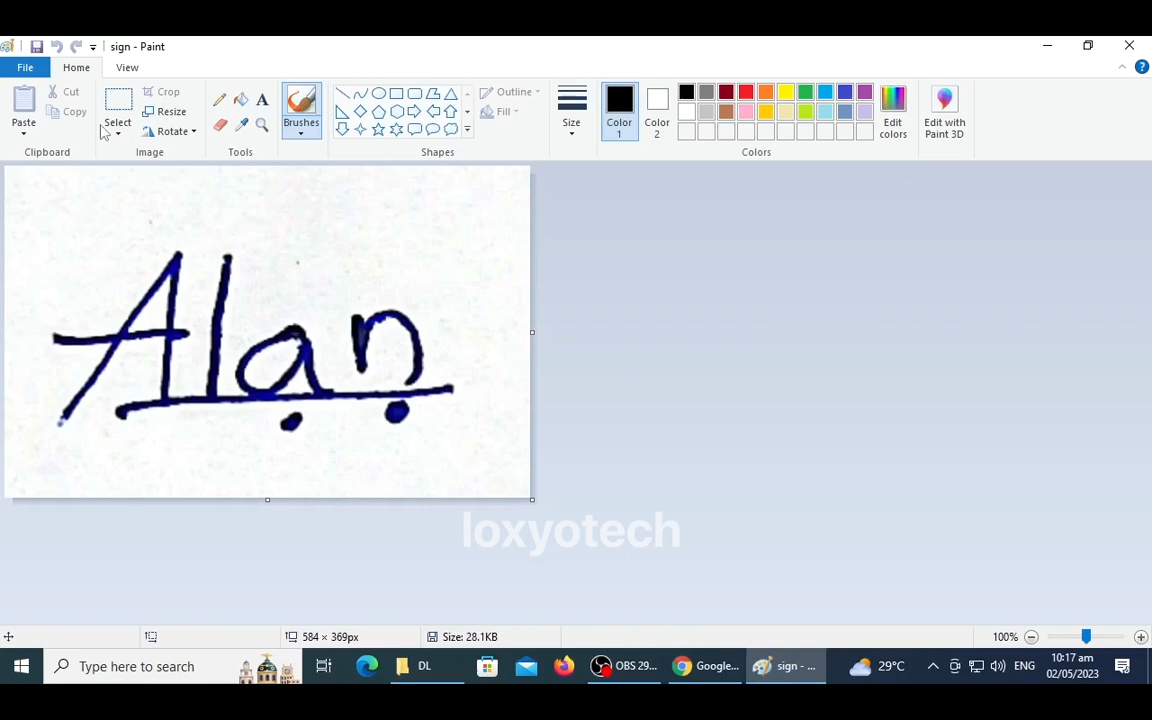 sign - Paint
File Home View
Paste Cut Copy Clipboard
Select Crop Resize Rotate Image
A Tools
Brushes
Shapes Outline Fill
Size
Color 1 Color 2 Edit colors Edit with Paint 3D Colors
Alan
loxyotech
584 × 369px Size: 28.1KB 100%
Type here to search DL OBS 29... Google... sign - ... 29°C ENG 10:17 am
02/05/2023